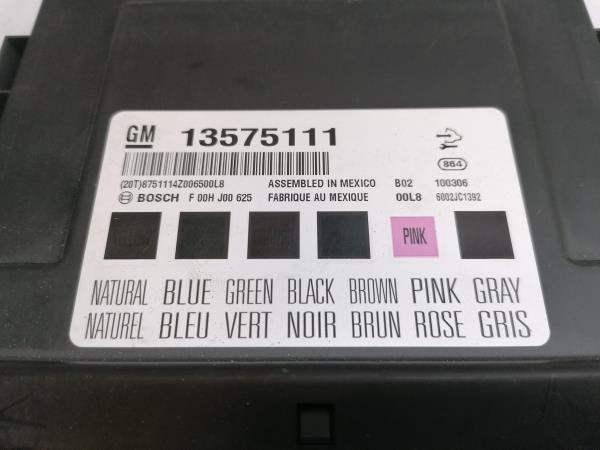 GM 13575111
864
(20T)8751114Z006500L8 ASSEMBLED IN MEXICO B02 100306
BOSCH F 00H J00 625 FABRIQUE AU MEXIQUE 00L8 6002JC1392
PINK
NATURAL BLUE GREEN BLACK BROWN PINK GRAY
NATUREL BLEU VERT NOIR BRUN ROSE GRIS